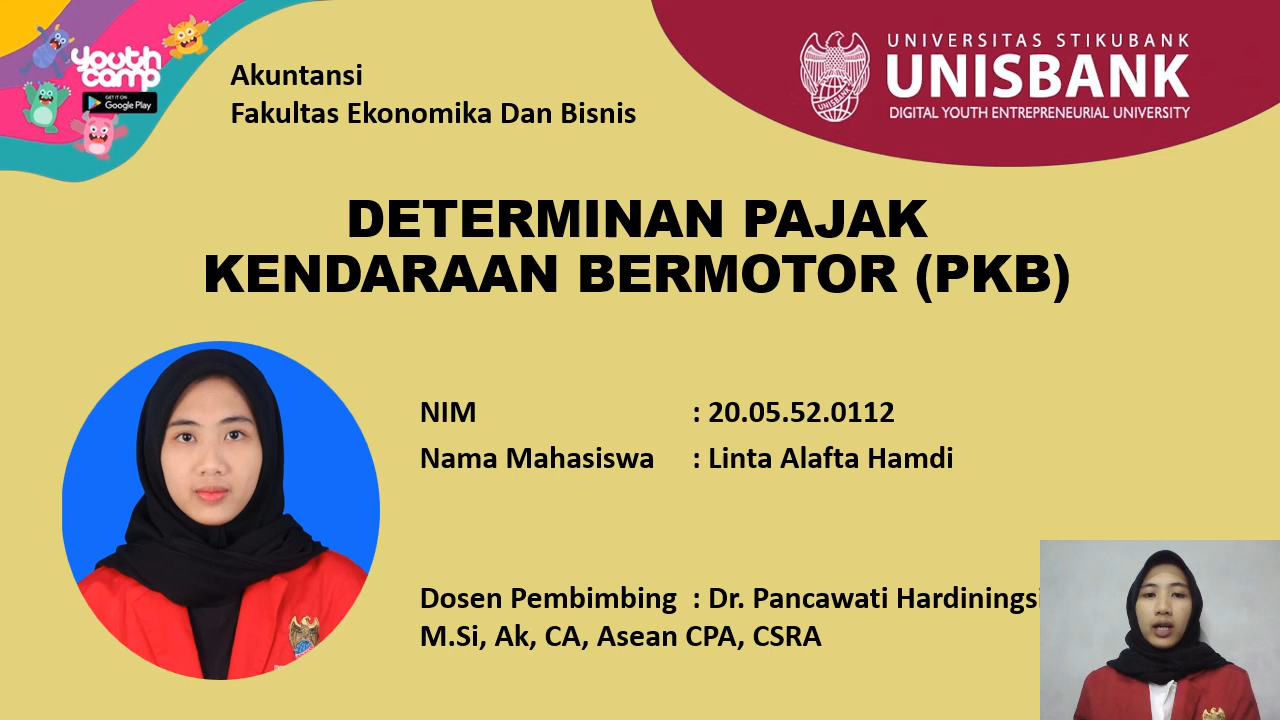 youth
camp
GET IT ON
Google Play
Akuntansi
Fakultas Ekonomika Dan Bisnis
UNIVERSITAS STIKUBANK
UNISBANK
DIGITAL YOUTH ENTREPRENEURIAL UNIVERSITY
UNISBANK
DETERMINAN PAJAK
KENDARAAN BERMOTOR (PKB)
NIM : 20.05.52.0112
Nama Mahasiswa : Linta Alafta Hamdi
Dosen Pembimbing : Dr. Pancawati
M.Si, Ak, CA, Asean CPA, CSRA